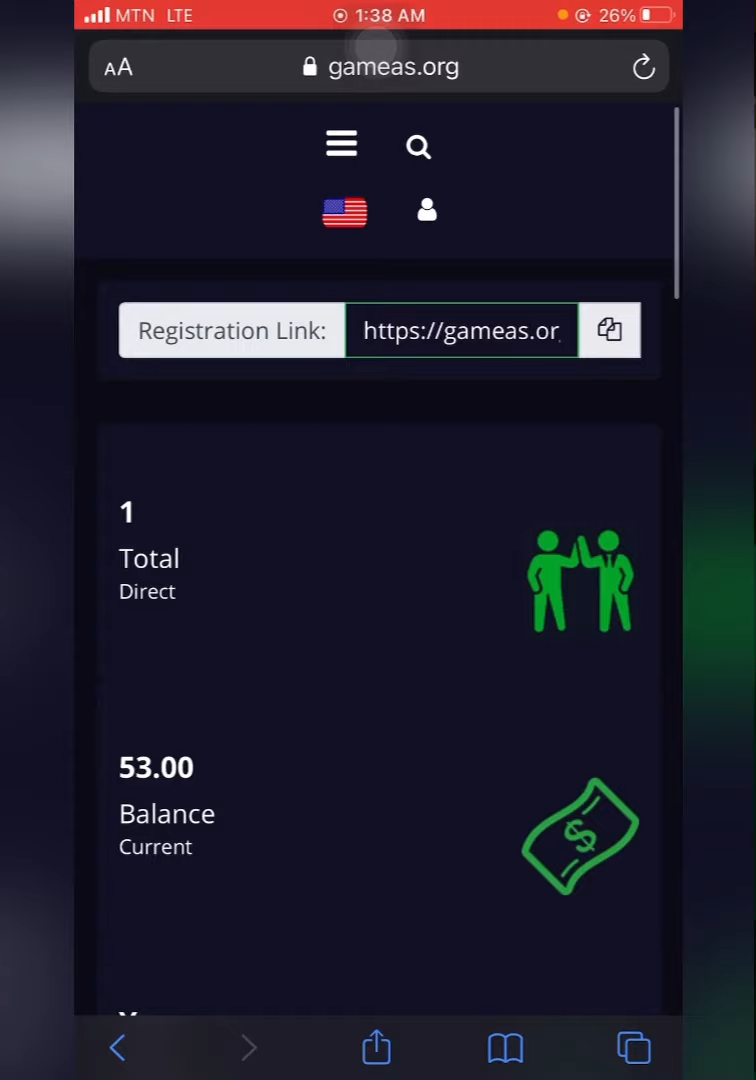 MTN LTE 1:38 AM 26%
AA gameas.org
Registration Link: https://gameas.or
1
Total
Direct
53.00
Balance
Current